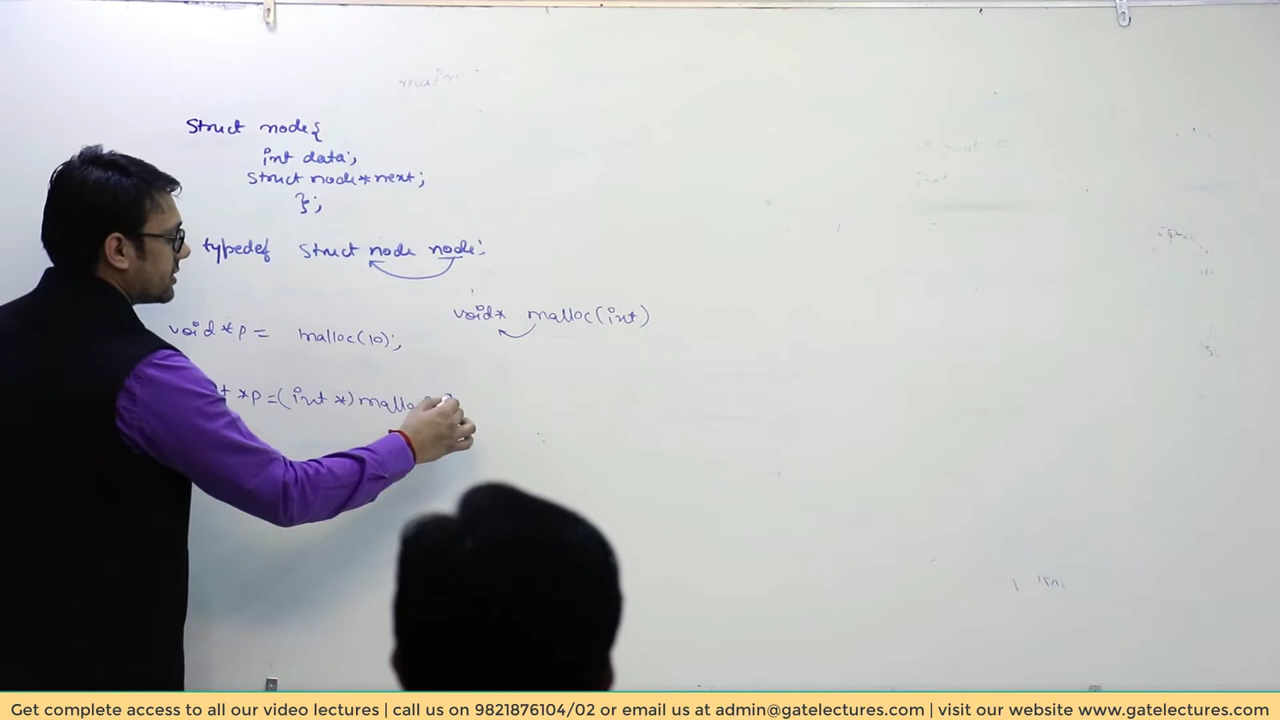 Struct node{
int data;
Struct node*next;
};
typedef Struct node node;
void* malloc(int)
void *p = malloc(10);
*p=(int *)mallo
Get complete access to all our video lectures | call us on 9821876104/02 or email us at admin@gatelectures.com | visit our website www.gatelectures.com